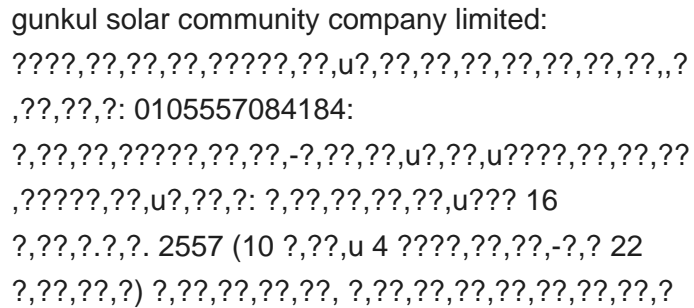 gunkul solar community company limited:
????,??,??,??,?????,??,u?,??,??,??,??,??,??,??,,?
,??,??,?: 0105557084184:
?,??,??,?????,??,??,-?,??,??,u?,??,u????,??,??,??
,?????,??,u?,??,?: ?,??,??,??,??,u??? 16
?,??,?.?,?. 2557 (10 ?,??,u 4 ????,??,??,-?,? 22
?,??,??,?) ?,??,??,??,??, ?,??,??,??,??,??,??,??,?